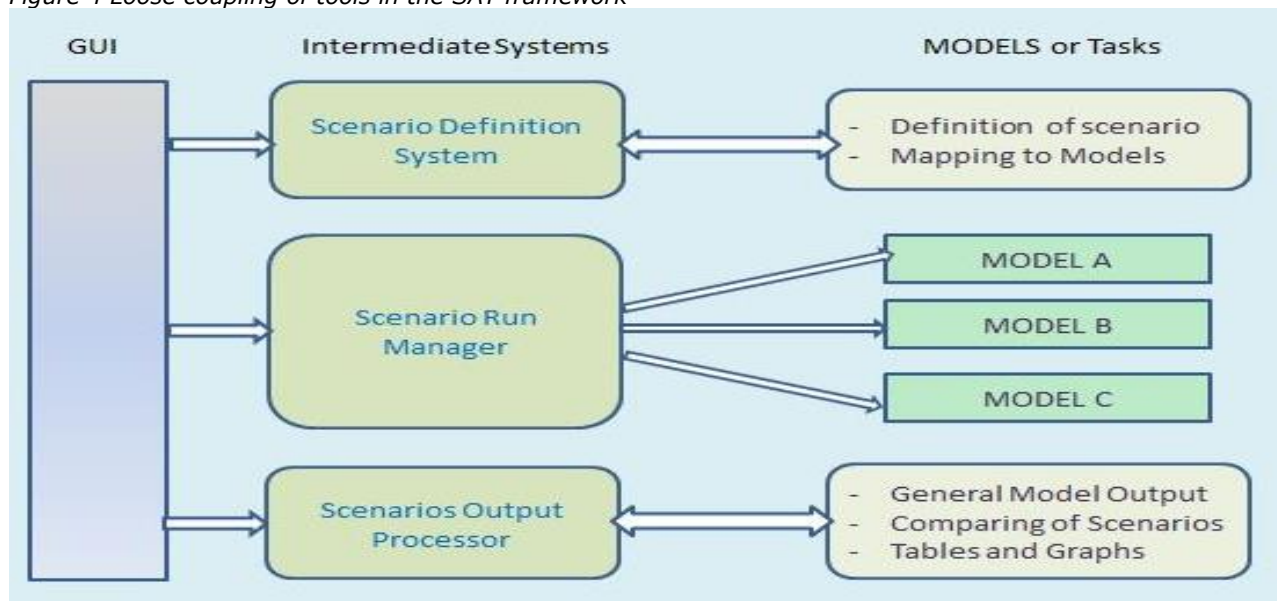 Figure 4 Loose coupling of tools in the SAT framework
GUI
Intermediate Systems
MODELS or Tasks
Scenario Definition
System
- Definition of scenario
- Mapping to Models
Scenario Run
Manager
MODEL A
MODEL B
MODEL C
Scenarios Output
Processor
- General Model Output
- Comparing of Scenarios
- Tables and Graphs